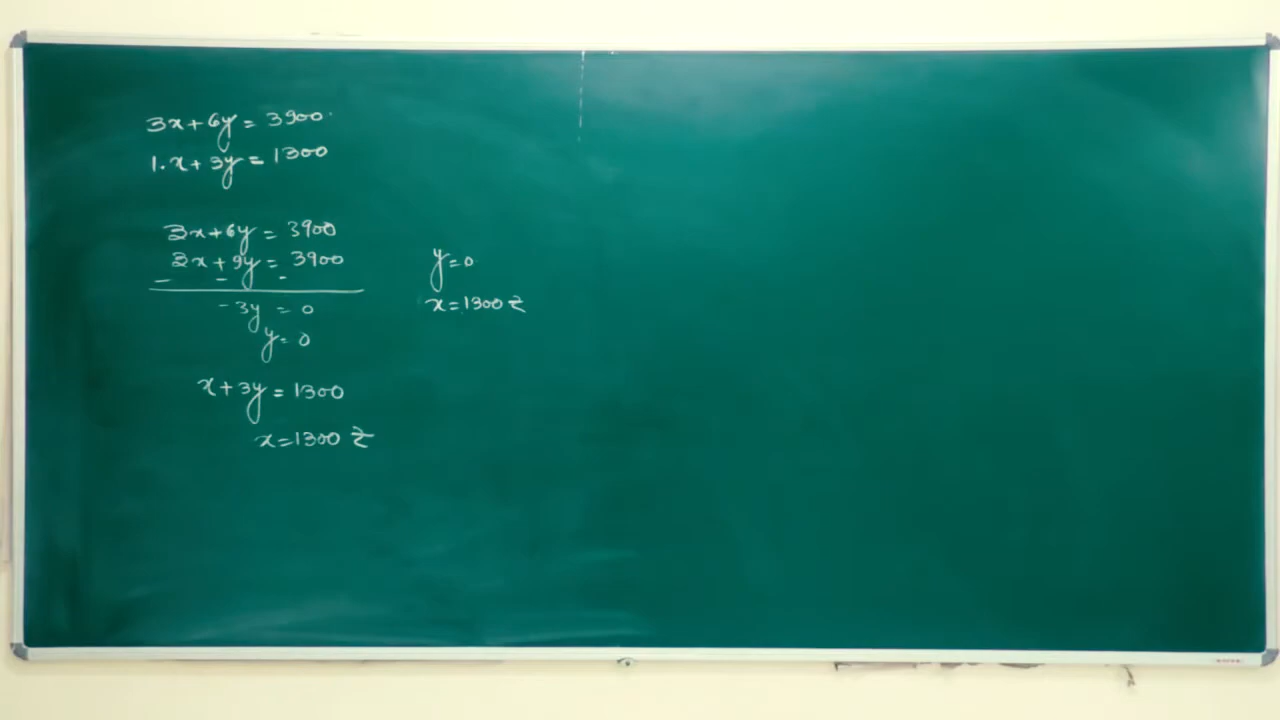 3x+6y = 3900
1.x+3y = 1300
3x+6y = 3900
3x+9y = 3900
- - -
-3y = 0
y = 0
x+3y = 1300
x=1300 ₹
y=0
x=1300 ₹